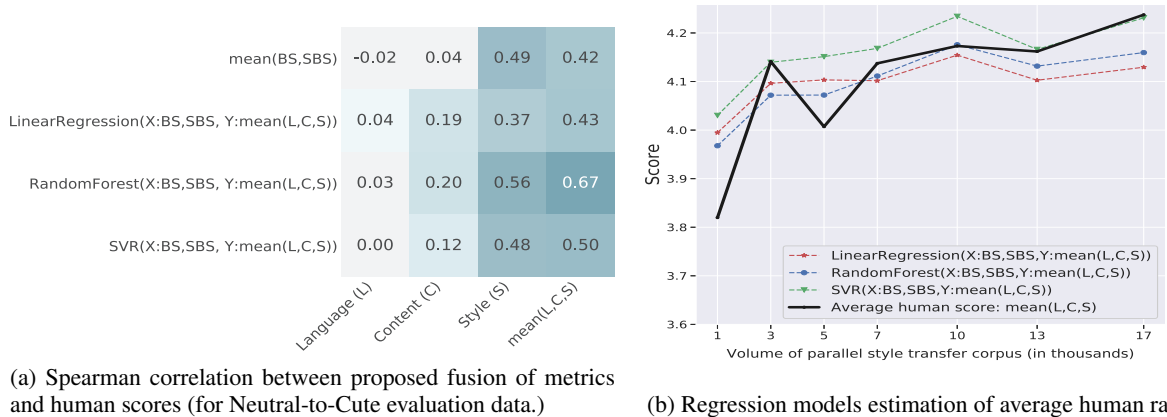 mean(BS,SBS)
-0.02 0.04 0.49 0.42
LinearRegression(X:BS,SBS, Y:mean(L,C,S))
0.04 0.19 0.37 0.43
RandomForest(X:BS,SBS, Y:mean(L,C,S))
0.03 0.20 0.56 0.67
SVR(X:BS,SBS, Y:mean(L,C,S))
0.00 0.12 0.48 0.50
Language (L)
Content (C)
Style (S)
mean(L,C,S)
(a) Spearman correlation between proposed fusion of metrics
and human scores (for Neutral-to-Cute evaluation data.)
Score
4.2
4.1
4.0
3.9
3.8
3.7
3.6
LinearRegression(X:BS,SBS,Y:mean(L,C,S))
RandomForest(X:BS,SBS,Y:mean(L,C,S))
SVR(X:BS,SBS,Y:mean(L,C,S))
Average human score: mean(L,C,S)
1 3 5 7 10 13 17
Volume of parallel style transfer corpus (in thousands)
(b) Regression models estimation of average human ra